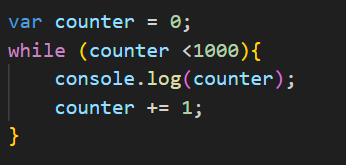 var counter = 0;
while (counter <1000){
    console.log(counter);
    counter += 1;
}